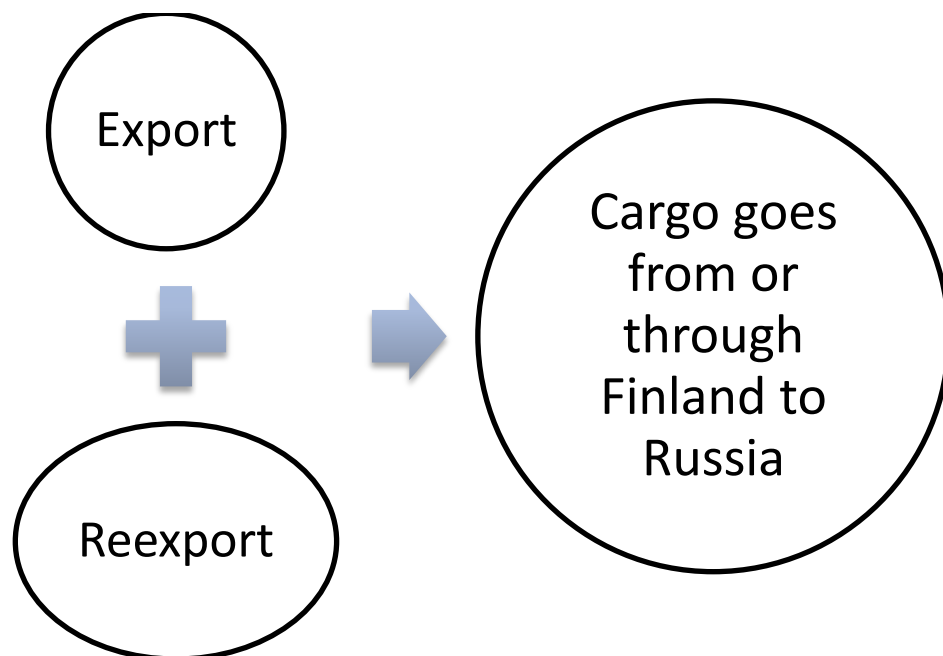 Export
Reexport
Cargo goes
from or
through
Finland to
Russia